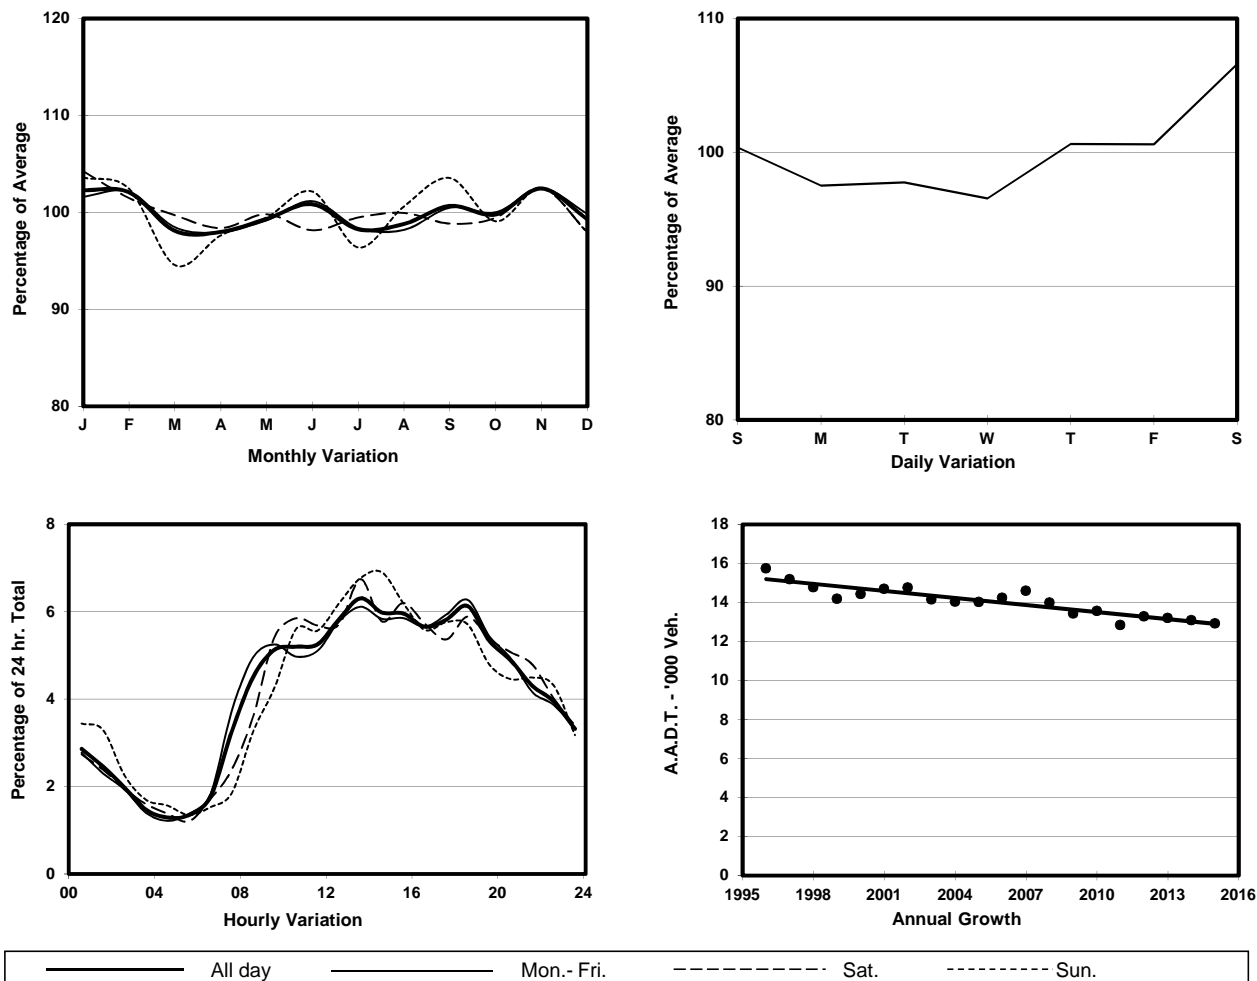 120
110
100
90
80
Percentage of Average
J F M A M J J A S O N D
Monthly Variation
110
100
90
80
Percentage of Average
S M T W T F S
Daily Variation
8
6
4
2
0
Percentage of 24 hr. Total
00 04 08 12 16 20 24
Hourly Variation
18
16
14
12
10
8
6
4
2
0
A.A.D.T. - '000 Veh.
1995 1998 2001 2004 2007 2010 2013 2016
Annual Growth
All day Mon.- Fri. Sat. Sun.